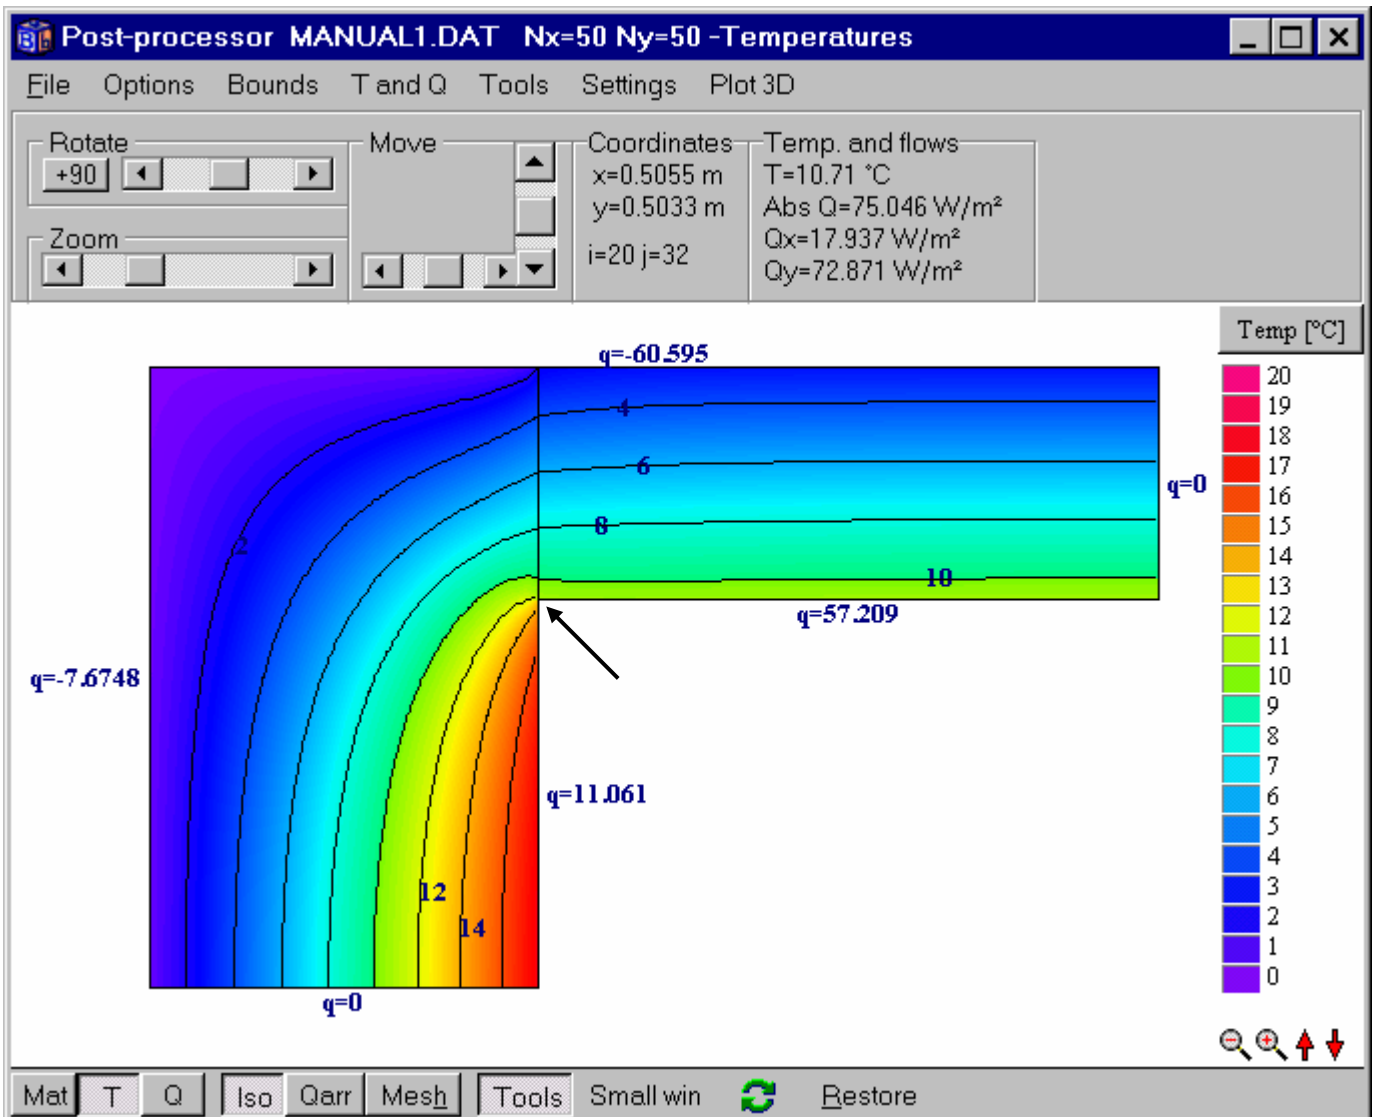 Post-processor MANUAL1.DAT Nx=50 Ny=50 -Temperatures
File Options Bounds T and Q Tools Settings Plot 3D
Rotate
+90
Zoom
Move
Coordinates
x=0.5055 m
y=0.5033 m
i=20 j=32
Temp. and flows
T=10.71 °C
Abs Q=75.046 W/m²
Qx=17.937 W/m²
Qy=72.871 W/m²
Temp [°C]
q=-60.595
4
6
8
10
q=0
q=57.209
2
q=-7.6748
q=11.061
12
14
q=0
20
19
18
17
16
15
14
13
12
11
10
9
8
7
6
5
4
3
2
1
0
Mat T Q Iso Qarr Mesh Tools Small win Restore